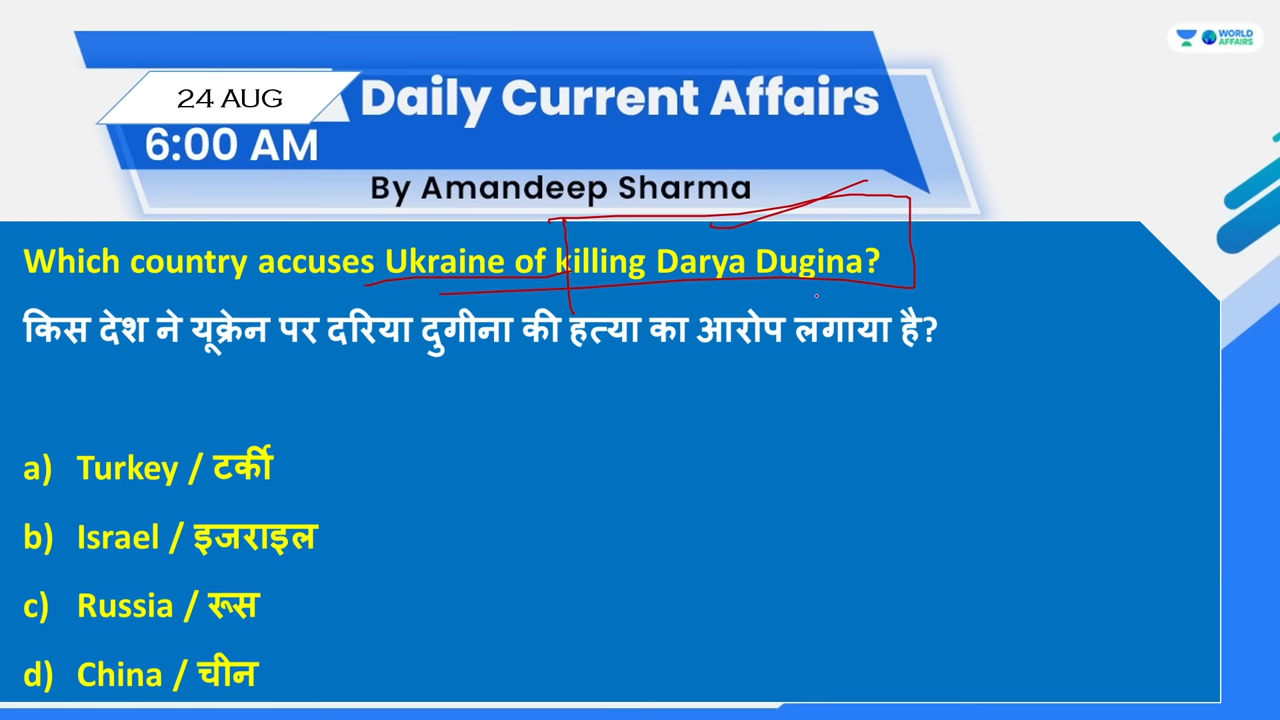 WORLD
AFFAIRS
24 AUG
Daily Current Affairs
6:00 AM
By Amandeep Sharma
Which country accuses Ukraine of killing Darya Dugina?
किस देश ने यूक्रेन पर दरिया दुगीना की हत्या का आरोप लगाया है?
a) Turkey / टर्की
b) Israel / इजराइल
c) Russia / रूस
d) China / चीन